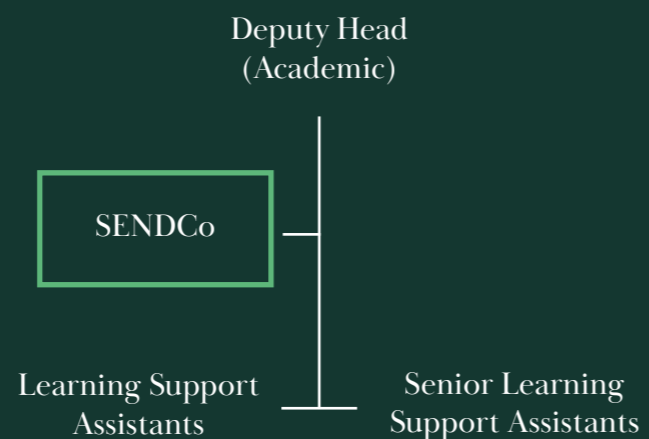 Deputy Head
(Academic)
SENDCo
Learning Support
Assistants
Senior Learning
Support Assistants